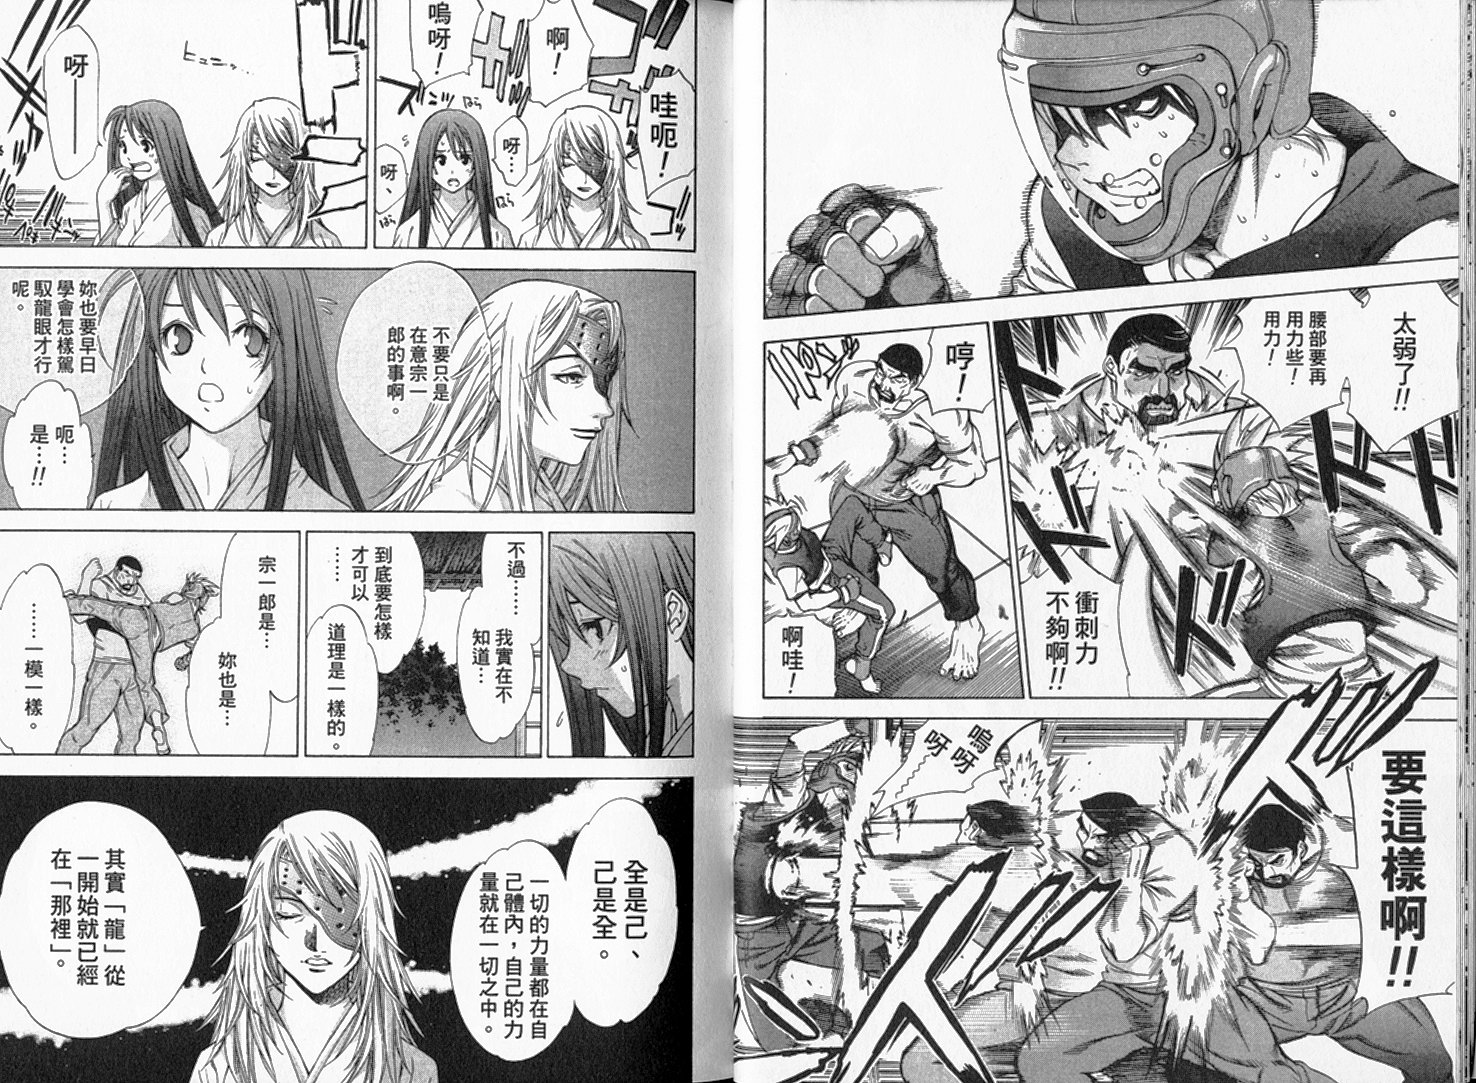 太弱了!!
腰部要再
用力些!
用力!
衝刺力
不夠啊!!
哼!
啊哇!
要這樣啊!!
嗚呀
呀
哇呃!
啊!
嗚呀!
呀…
呀、
呀——
ヒュニッ…
不要只是
在意宗一
郎的事啊。
妳也要早日
學會怎樣駕
馭龍眼才行
呢。
呃…
是…!!
不過……
我實在不
知道…
到底要怎樣
才可以
……
道理是一樣的。
宗一郎是…
妳也是…
……一模一樣。
全是己、
己是全。
一切的力量都在自
己體內，自己的力
量就在一切之中。
其實「龍」從
一開始就已經
在「那裡」。